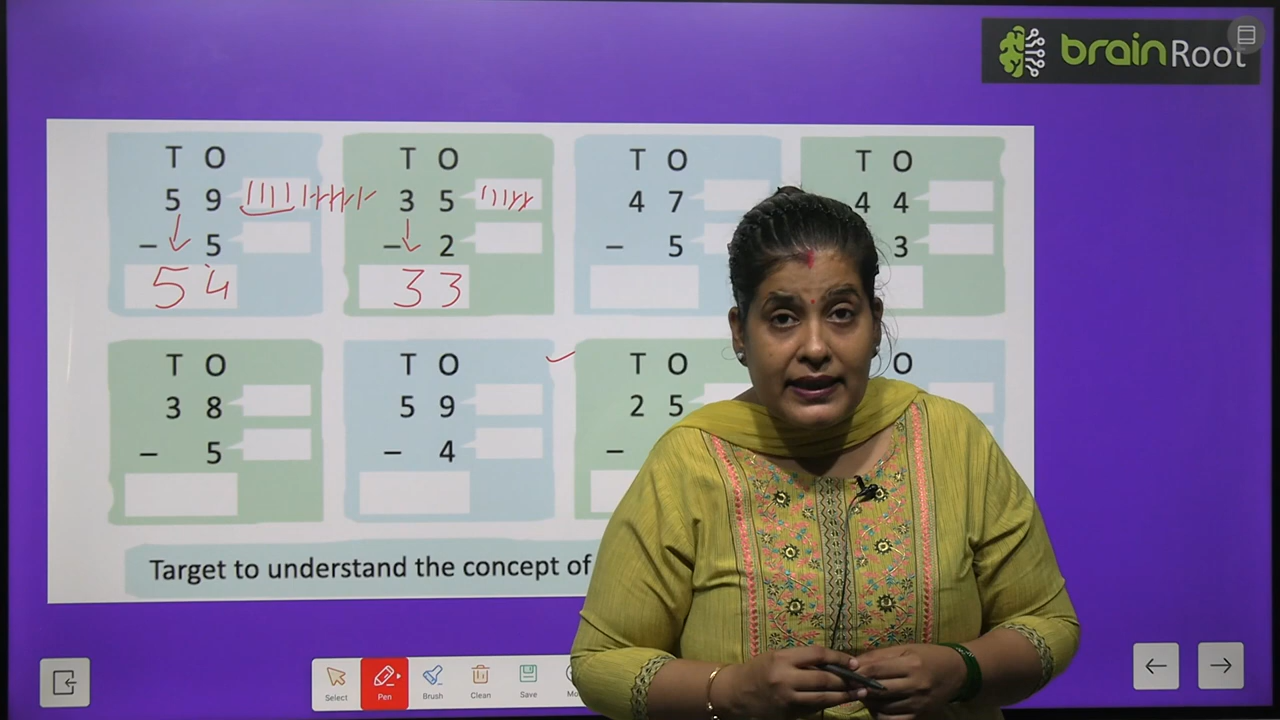 brainRoot
T O
5 9
– 5
5 4
T O
3 5
– 2
3 3
T O
4 7
– 5
T O
4 4
3
T O
3 8
– 5
T O
5 9
– 4
T O
2 5
–
O
Target to understand the concept of
Select
Pen
Brush
Clean
Save